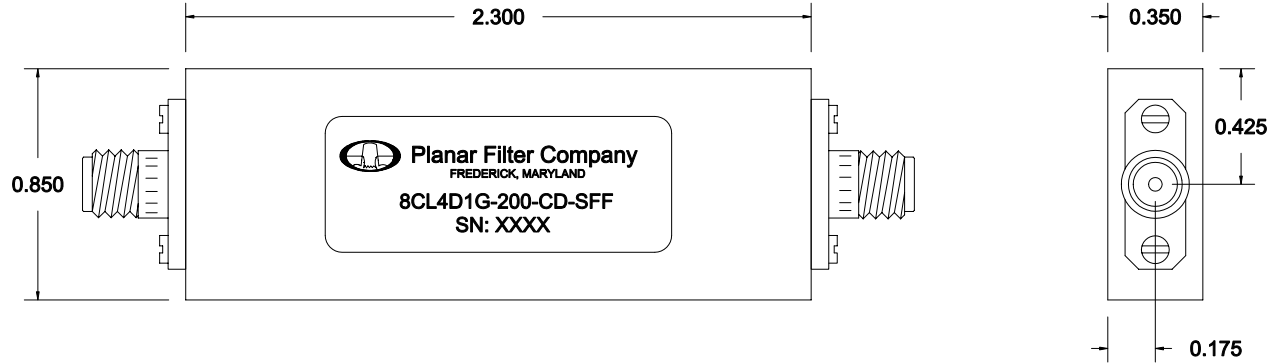 2.300
0.350
0.850
Planar Filter Company
FREDERICK, MARYLAND
8CL4D1G-200-CD-SFF
SN: XXXX
0.425
0.175